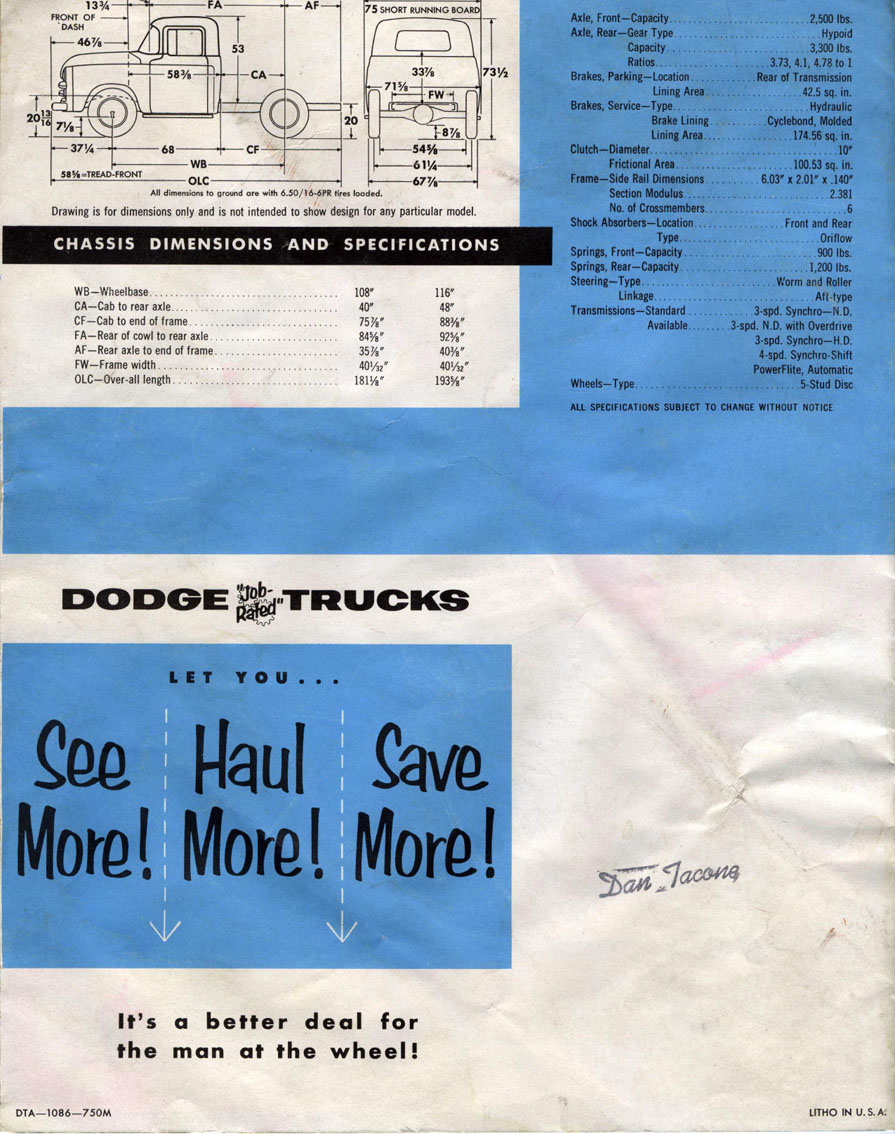 13¾ FA AF
FRONT OF DASH
46⅞
53
58⅜ CA
20 13/16
7⅛
20
37¼ 68 CF
WB
58⅝=TREAD-FRONT
OLC
75 SHORT RUNNING BOARD
33⅞
73½
71⅝
FW
8⅞
54⅝
61¼
67⅞
All dimensions to ground are with 6.50/16-6PR tires loaded.
Drawing is for dimensions only and is not intended to show design for any particular model.
CHASSIS DIMENSIONS AND SPECIFICATIONS
WB—Wheelbase 108″ 116″
CA—Cab to rear axle 40″ 48″
CF—Cab to end of frame 75⅞″ 88⅜″
FA—Rear of cowl to rear axle 84⅝″ 92⅝″
AF—Rear axle to end of frame 35⅞″ 40⅜″
FW—Frame width 40 1/32″ 40 1/32″
OLC—Over-all length 181⅛″ 193⅝″
Axle, Front—Capacity 2,500 lbs.
Axle, Rear—Gear Type Hypoid
Capacity 3,300 lbs.
Ratios 3.73, 4.1, 4.78 to 1
Brakes, Parking—Location Rear of Transmission
Lining Area 42.5 sq. in.
Brakes, Service—Type Hydraulic
Brake Lining Cyclebond, Molded
Lining Area 174.56 sq. in.
Clutch—Diameter 10″
Frictional Area 100.53 sq. in.
Frame—Side Rail Dimensions 6.03″ x 2.01″ x .140″
Section Modulus 2.381
No. of Crossmembers 6
Shock Absorbers—Location Front and Rear
Type Oriflow
Springs, Front—Capacity 900 lbs.
Springs, Rear—Capacity 1,200 lbs.
Steering—Type Worm and Roller
Linkage Aft-type
Transmissions—Standard 3-spd. Synchro—N.D.
Available 3-spd. N.D. with Overdrive
3-spd. Synchro—H.D.
4-spd. Synchro-Shift
PowerFlite, Automatic
Wheels—Type 5-Stud Disc
ALL SPECIFICATIONS SUBJECT TO CHANGE WITHOUT NOTICE
DODGE "Job-Rated" TRUCKS
LET YOU...
See More!
Haul More!
Save More!
Dan Iacone
It's a better deal for
the man at the wheel!
DTA—1086—750M
LITHO IN U.S.A.